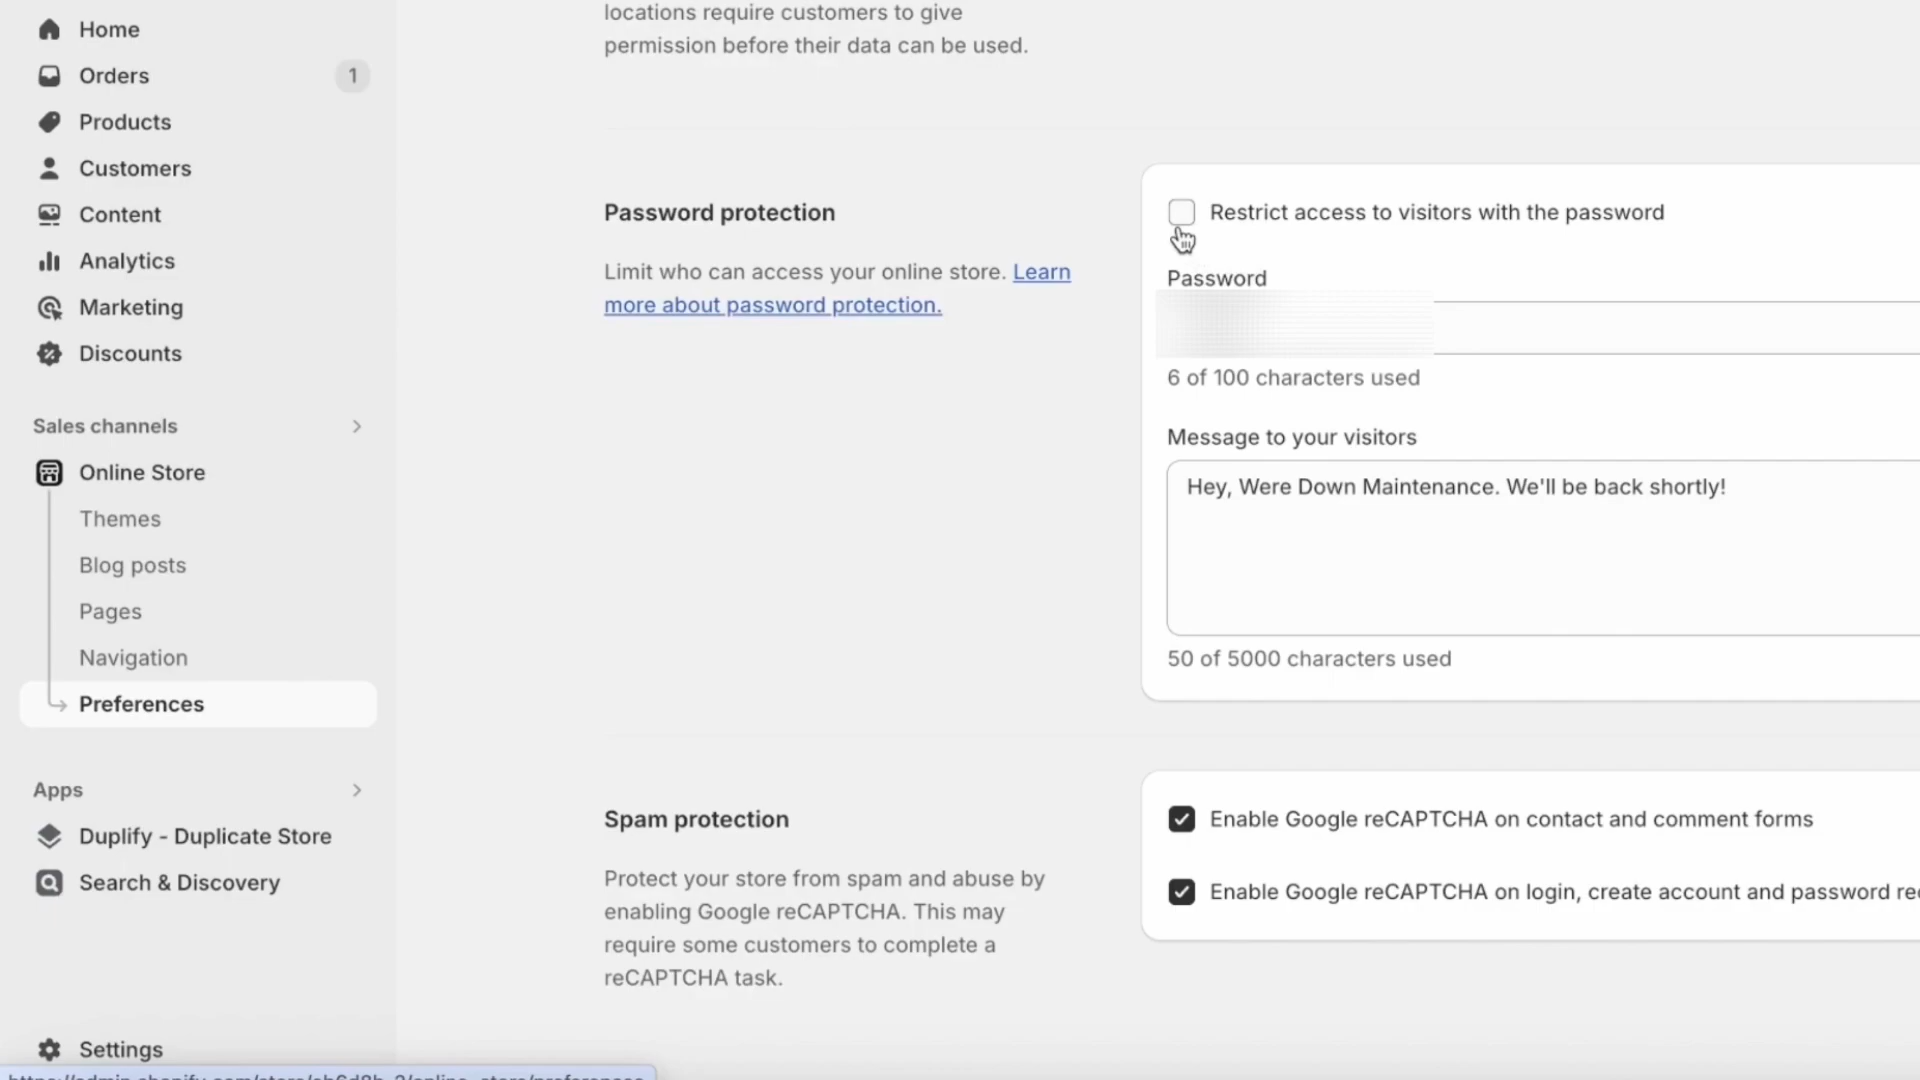 Home
Orders
1
Products
Customers
Content
Analytics
Marketing
Discounts
Sales channels
Online Store
Themes
Blog posts
Pages
Navigation
Preferences
Apps
Duplify - Duplicate Store
Search & Discovery
Settings
locations require customers to give
permission before their data can be used.
Password protection
Limit who can access your online store. Learn
more about password protection.
Restrict access to visitors with the password
Password
6 of 100 characters used
Message to your visitors
Hey, Were Down Maintenance. We'll be back shortly!
50 of 5000 characters used
Spam protection
Protect your store from spam and abuse by
enabling Google reCAPTCHA. This may
require some customers to complete a
reCAPTCHA task.
Enable Google reCAPTCHA on contact and comment forms
Enable Google reCAPTCHA on login, create account and password